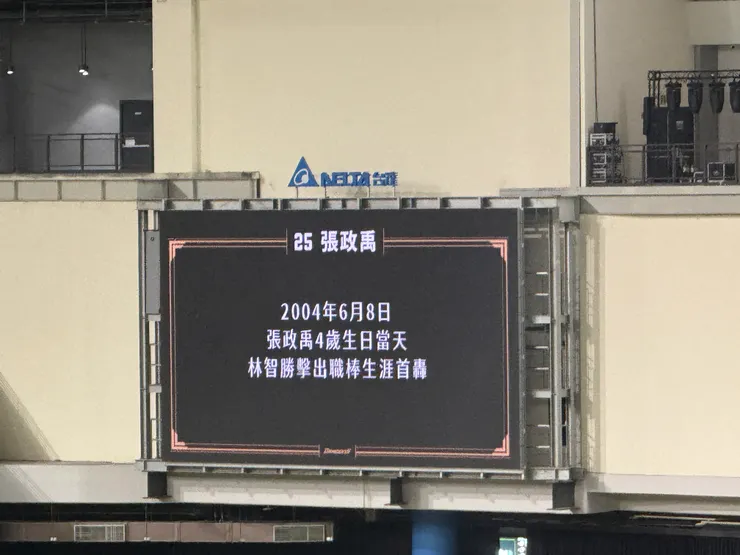 DELTA 台達
25 張政禹
2004年6月8日
張政禹4歲生日當天
林智勝擊出職棒生涯首轟